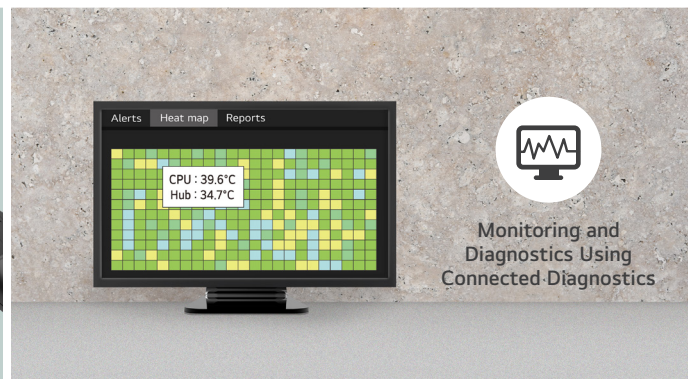 Alerts Heat map Reports
CPU : 39.6°C
Hub : 34.7°C
Monitoring and
Diagnostics Using
Connected Diagnostics